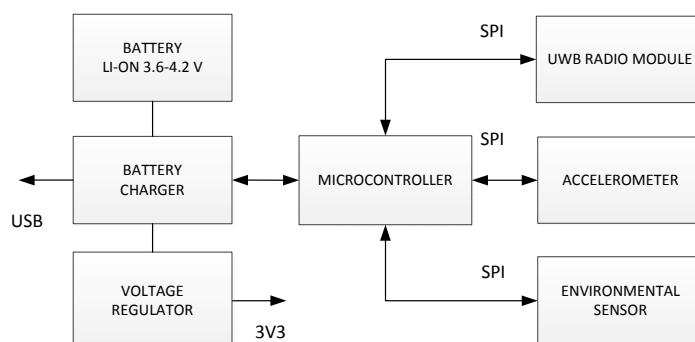 BATTERY
LI-ON 3.6-4.2 V
SPI
UWB RADIO MODULE
BATTERY
CHARGER
MICROCONTROLLER
SPI
ACCELEROMETER
USB
VOLTAGE
REGULATOR
3V3
SPI
ENVIRONMENTAL
SENSOR